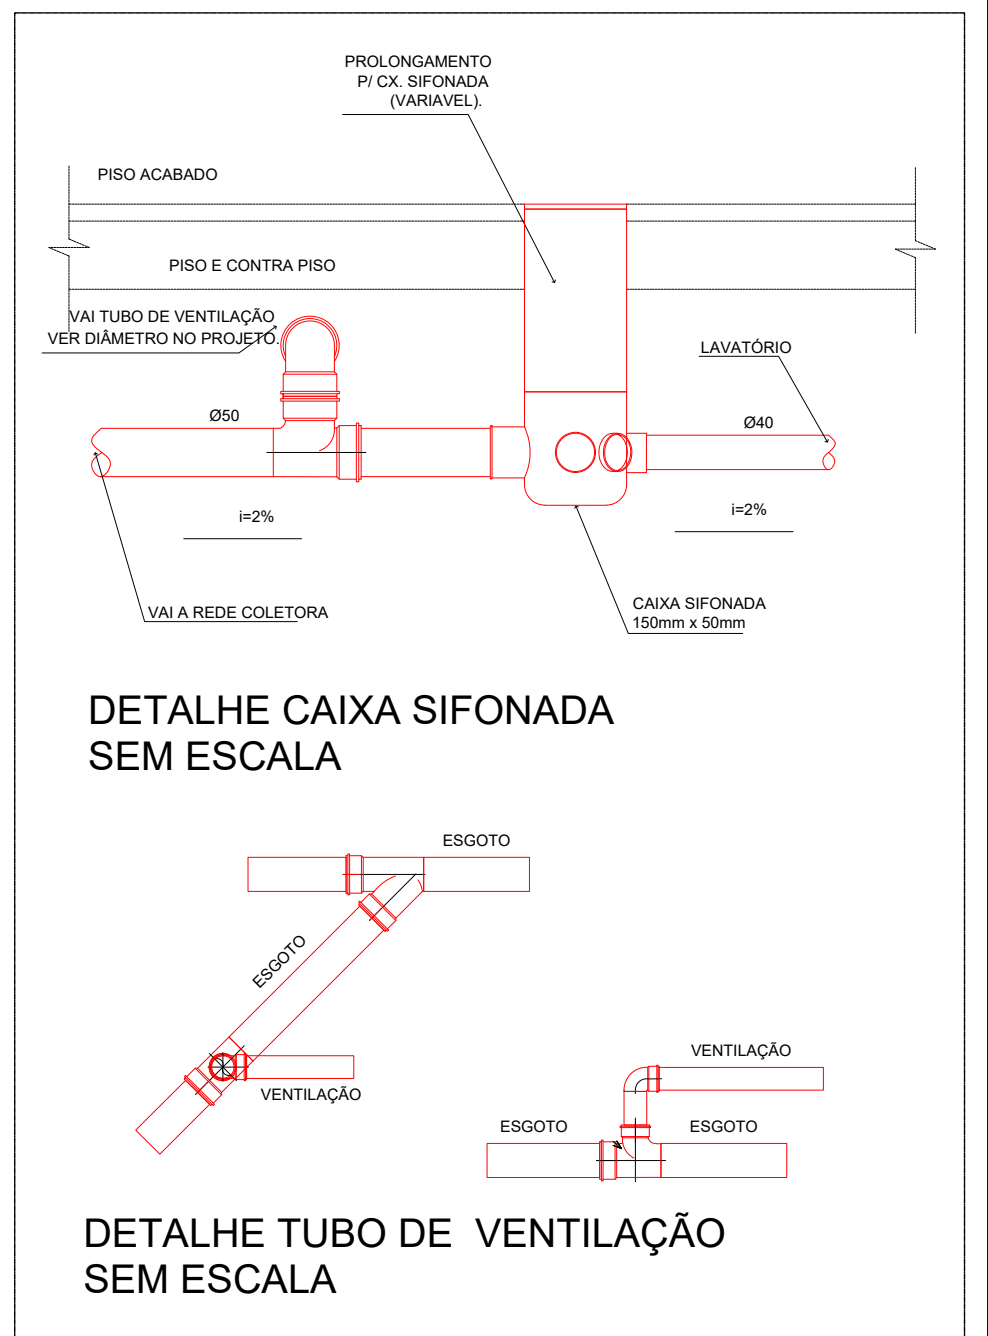 PROLONGAMENTO
P/ CX. SIFONADA
(VARIAVEL).
PISO ACABADO
PISO E CONTRA PISO
VAI TUBO DE VENTILAÇÃO
VER DIÂMETRO NO PROJETO.
LAVATÓRIO
Ø50
Ø40
i=2%
i=2%
VAI A REDE COLETORA
CAIXA SIFONADA
150mm x 50mm
DETALHE CAIXA SIFONADA
SEM ESCALA
ESGOTO
ESGOTO
VENTILAÇÃO
VENTILAÇÃO
ESGOTO
ESGOTO
DETALHE TUBO DE VENTILAÇÃO
SEM ESCALA